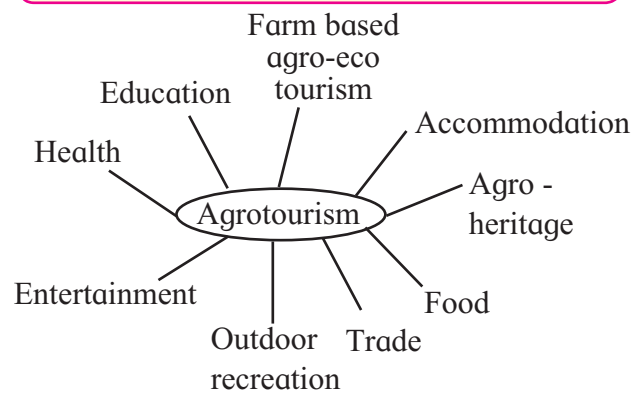 Farm based
agro-eco
tourism
Education
Accommodation
Health
Agro -
heritage
Agrotourism
Entertainment
Food
Outdoor
recreation
Trade